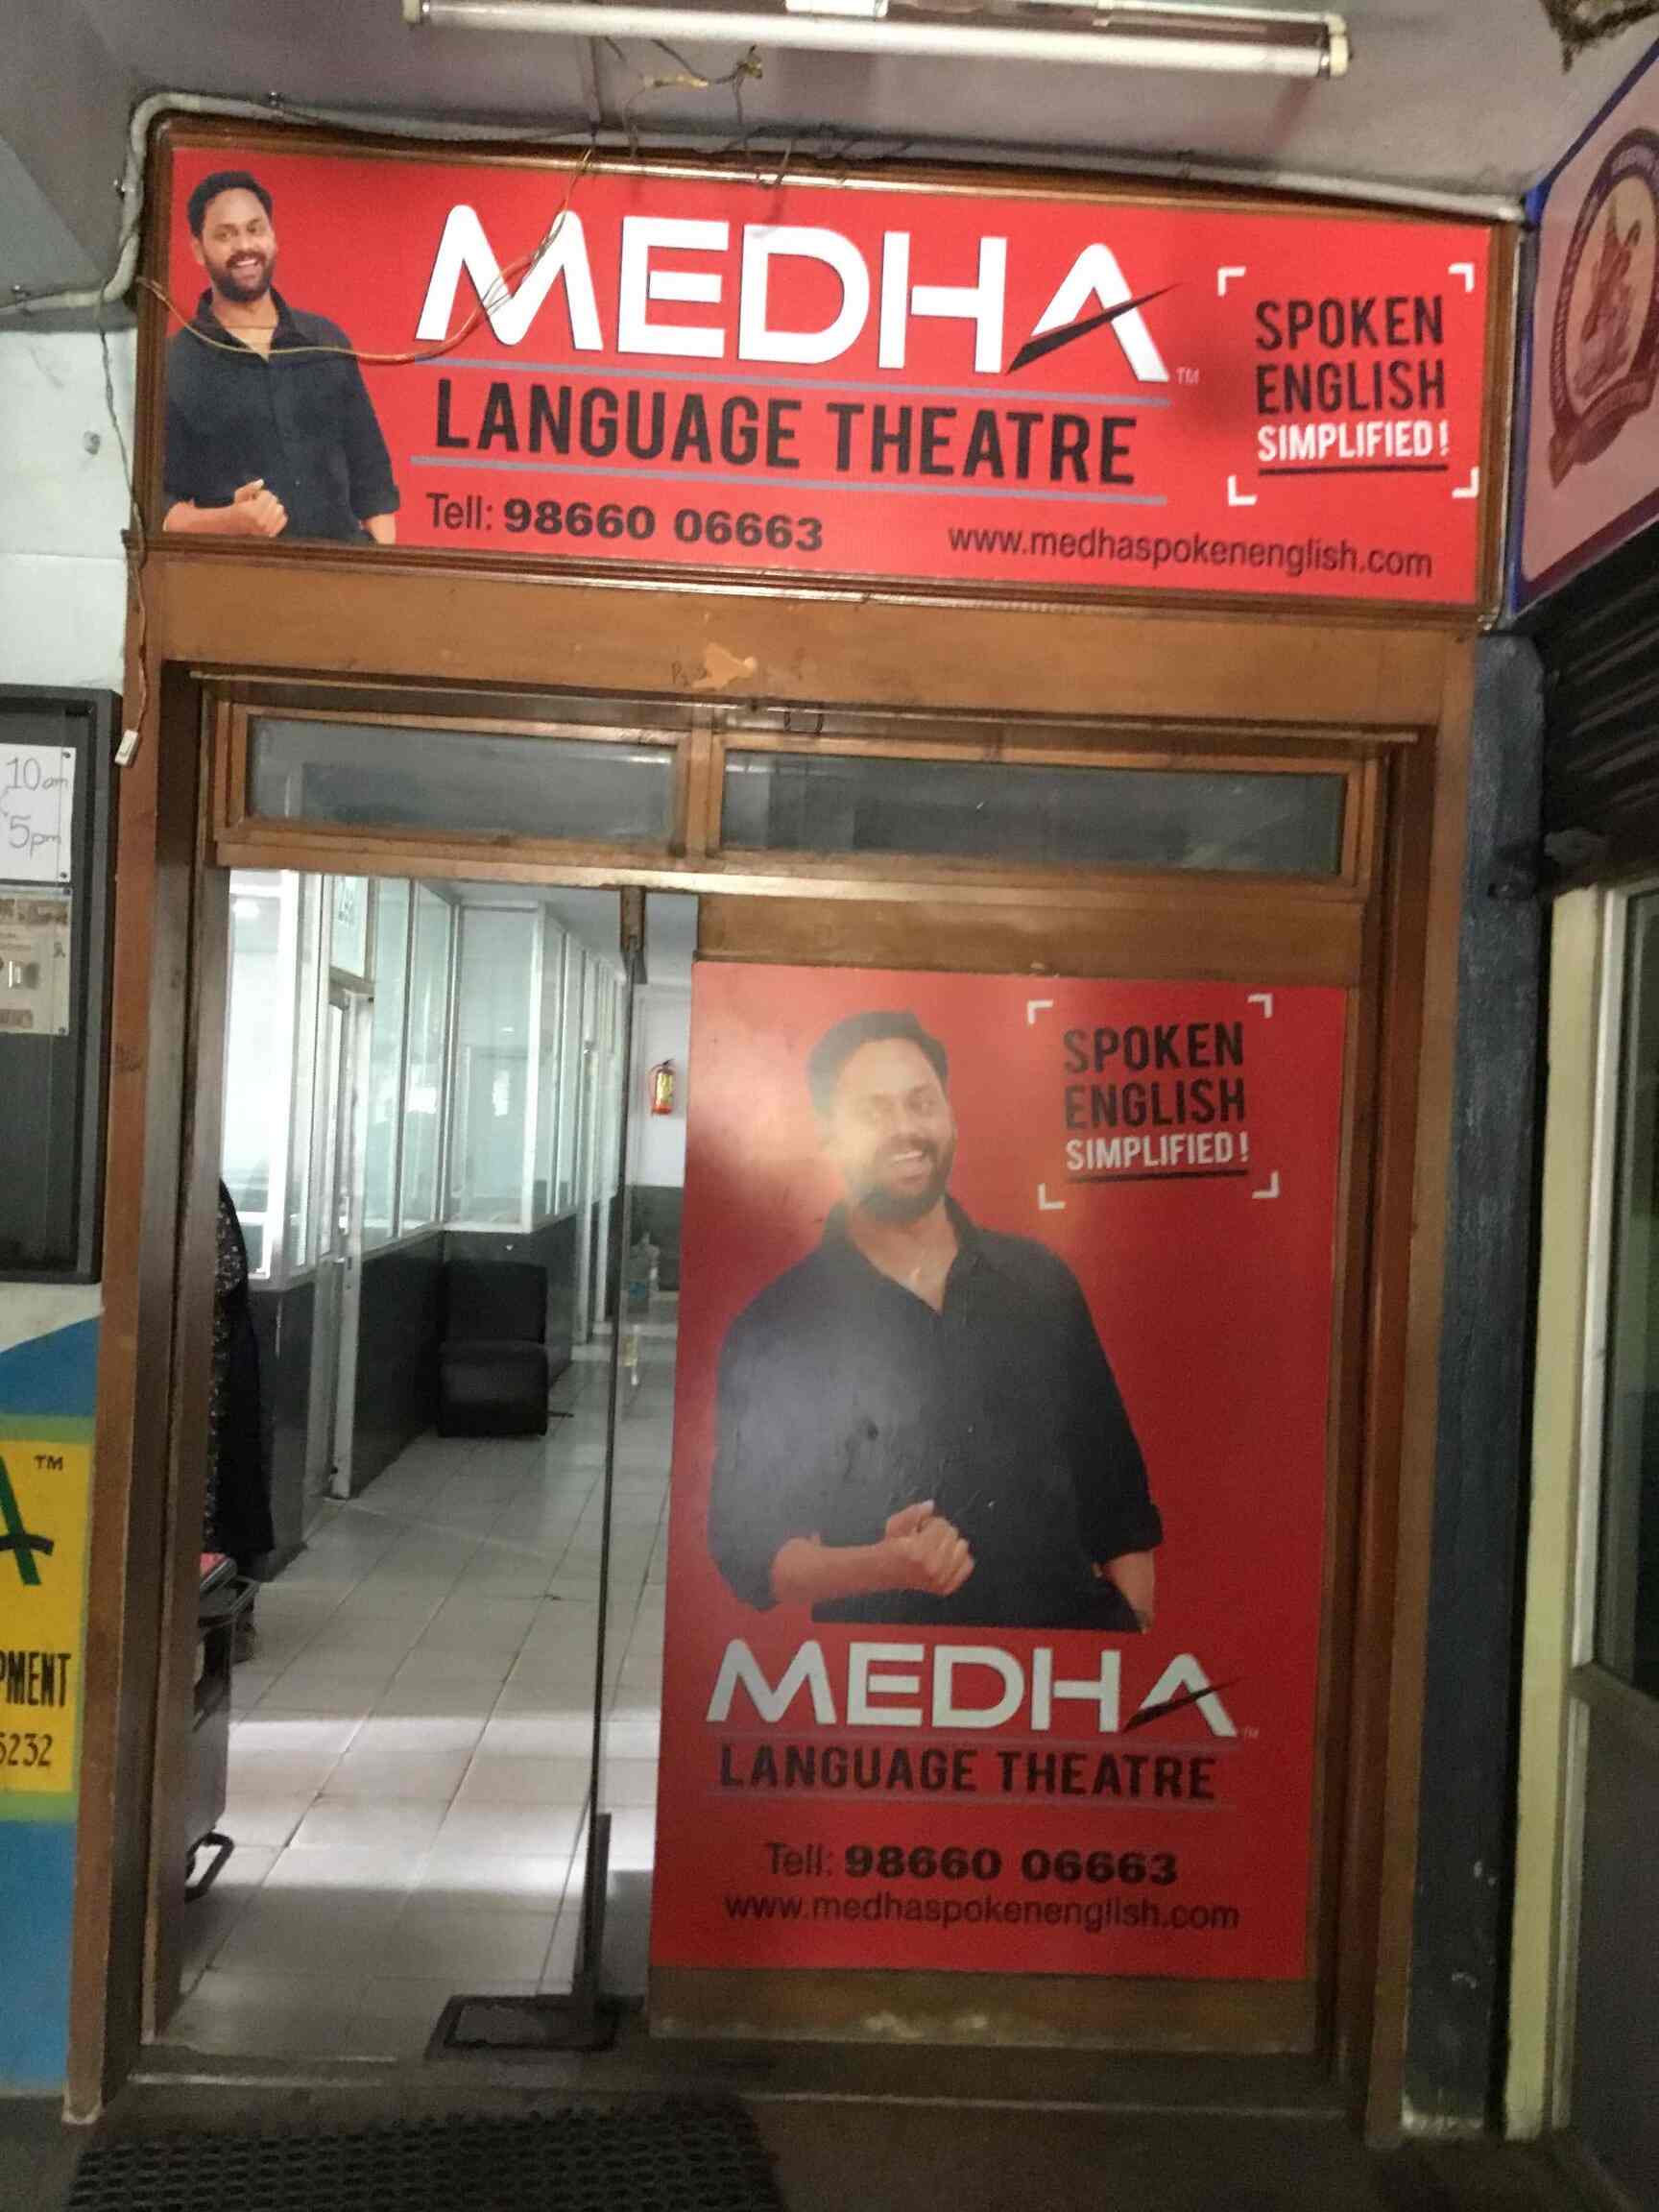 MEDHA
TM
LANGUAGE THEATRE
Tell: 98660 06663
www.medhaspokenenglish.com
SPOKEN
ENGLISH
SIMPLIFIED!
10am
5pm
SPOKEN
ENGLISH
SIMPLIFIED!
MEDHA
TM
LANGUAGE THEATRE
Tell: 98660 06663
www.medhaspokenenglish.com
A
TM
PMENT
5232